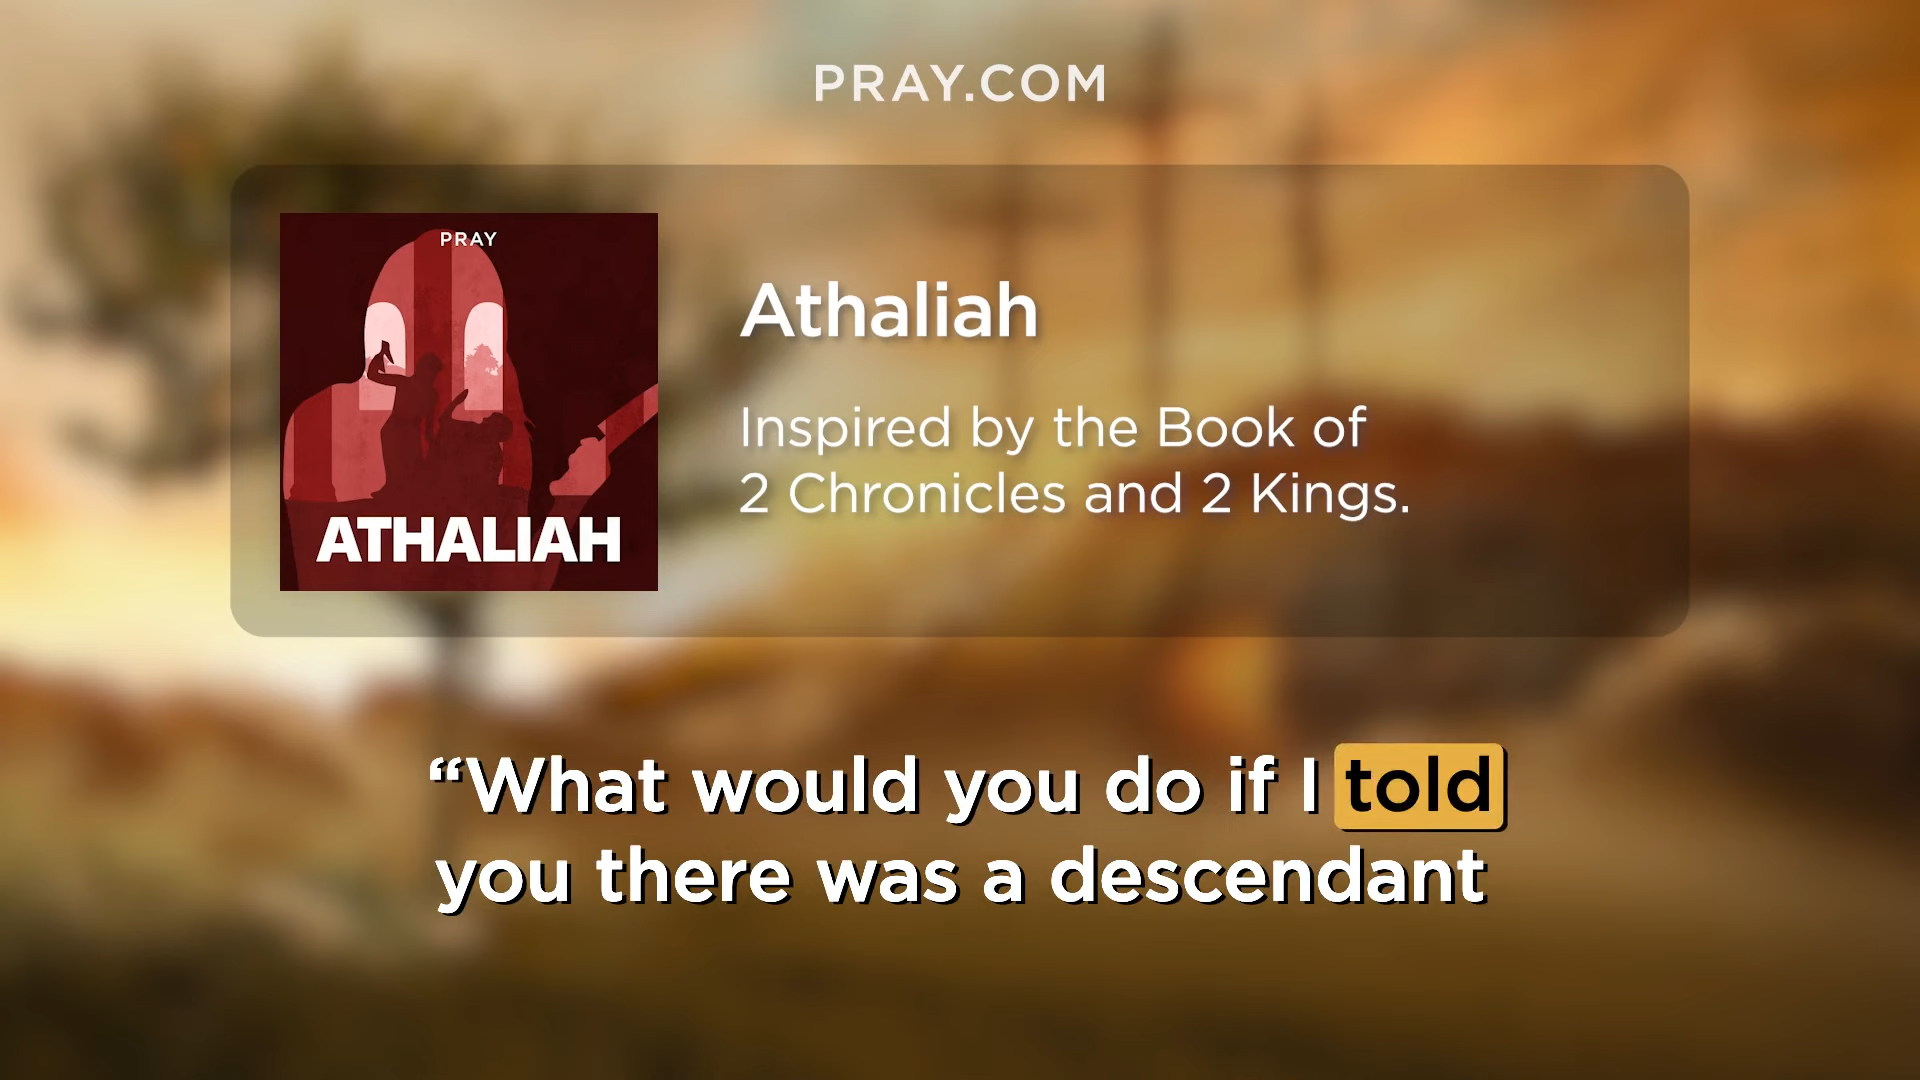 PRAY.COM
PRAY
ATHALIAH
Athaliah
Inspired by the Book of
2 Chronicles and 2 Kings.
“What would you do if I told
you there was a descendant